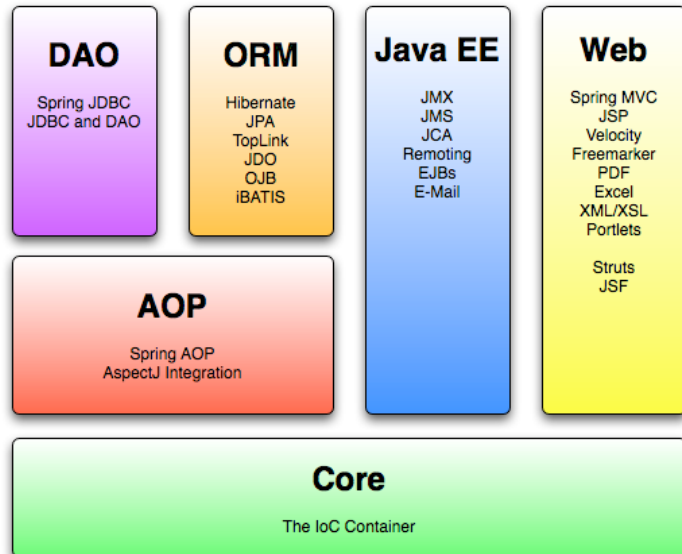 DAO
Spring JDBC
JDBC and DAO
ORM
Hibernate
JPA
TopLink
JDO
OJB
iBATIS
Java EE
JMX
JMS
JCA
Remoting
EJBs
E-Mail
Web
Spring MVC
JSP
Velocity
Freemarker
PDF
Excel
XML/XSL
Portlets
Struts
JSF
AOP
Spring AOP
AspectJ Integration
Core
The IoC Container